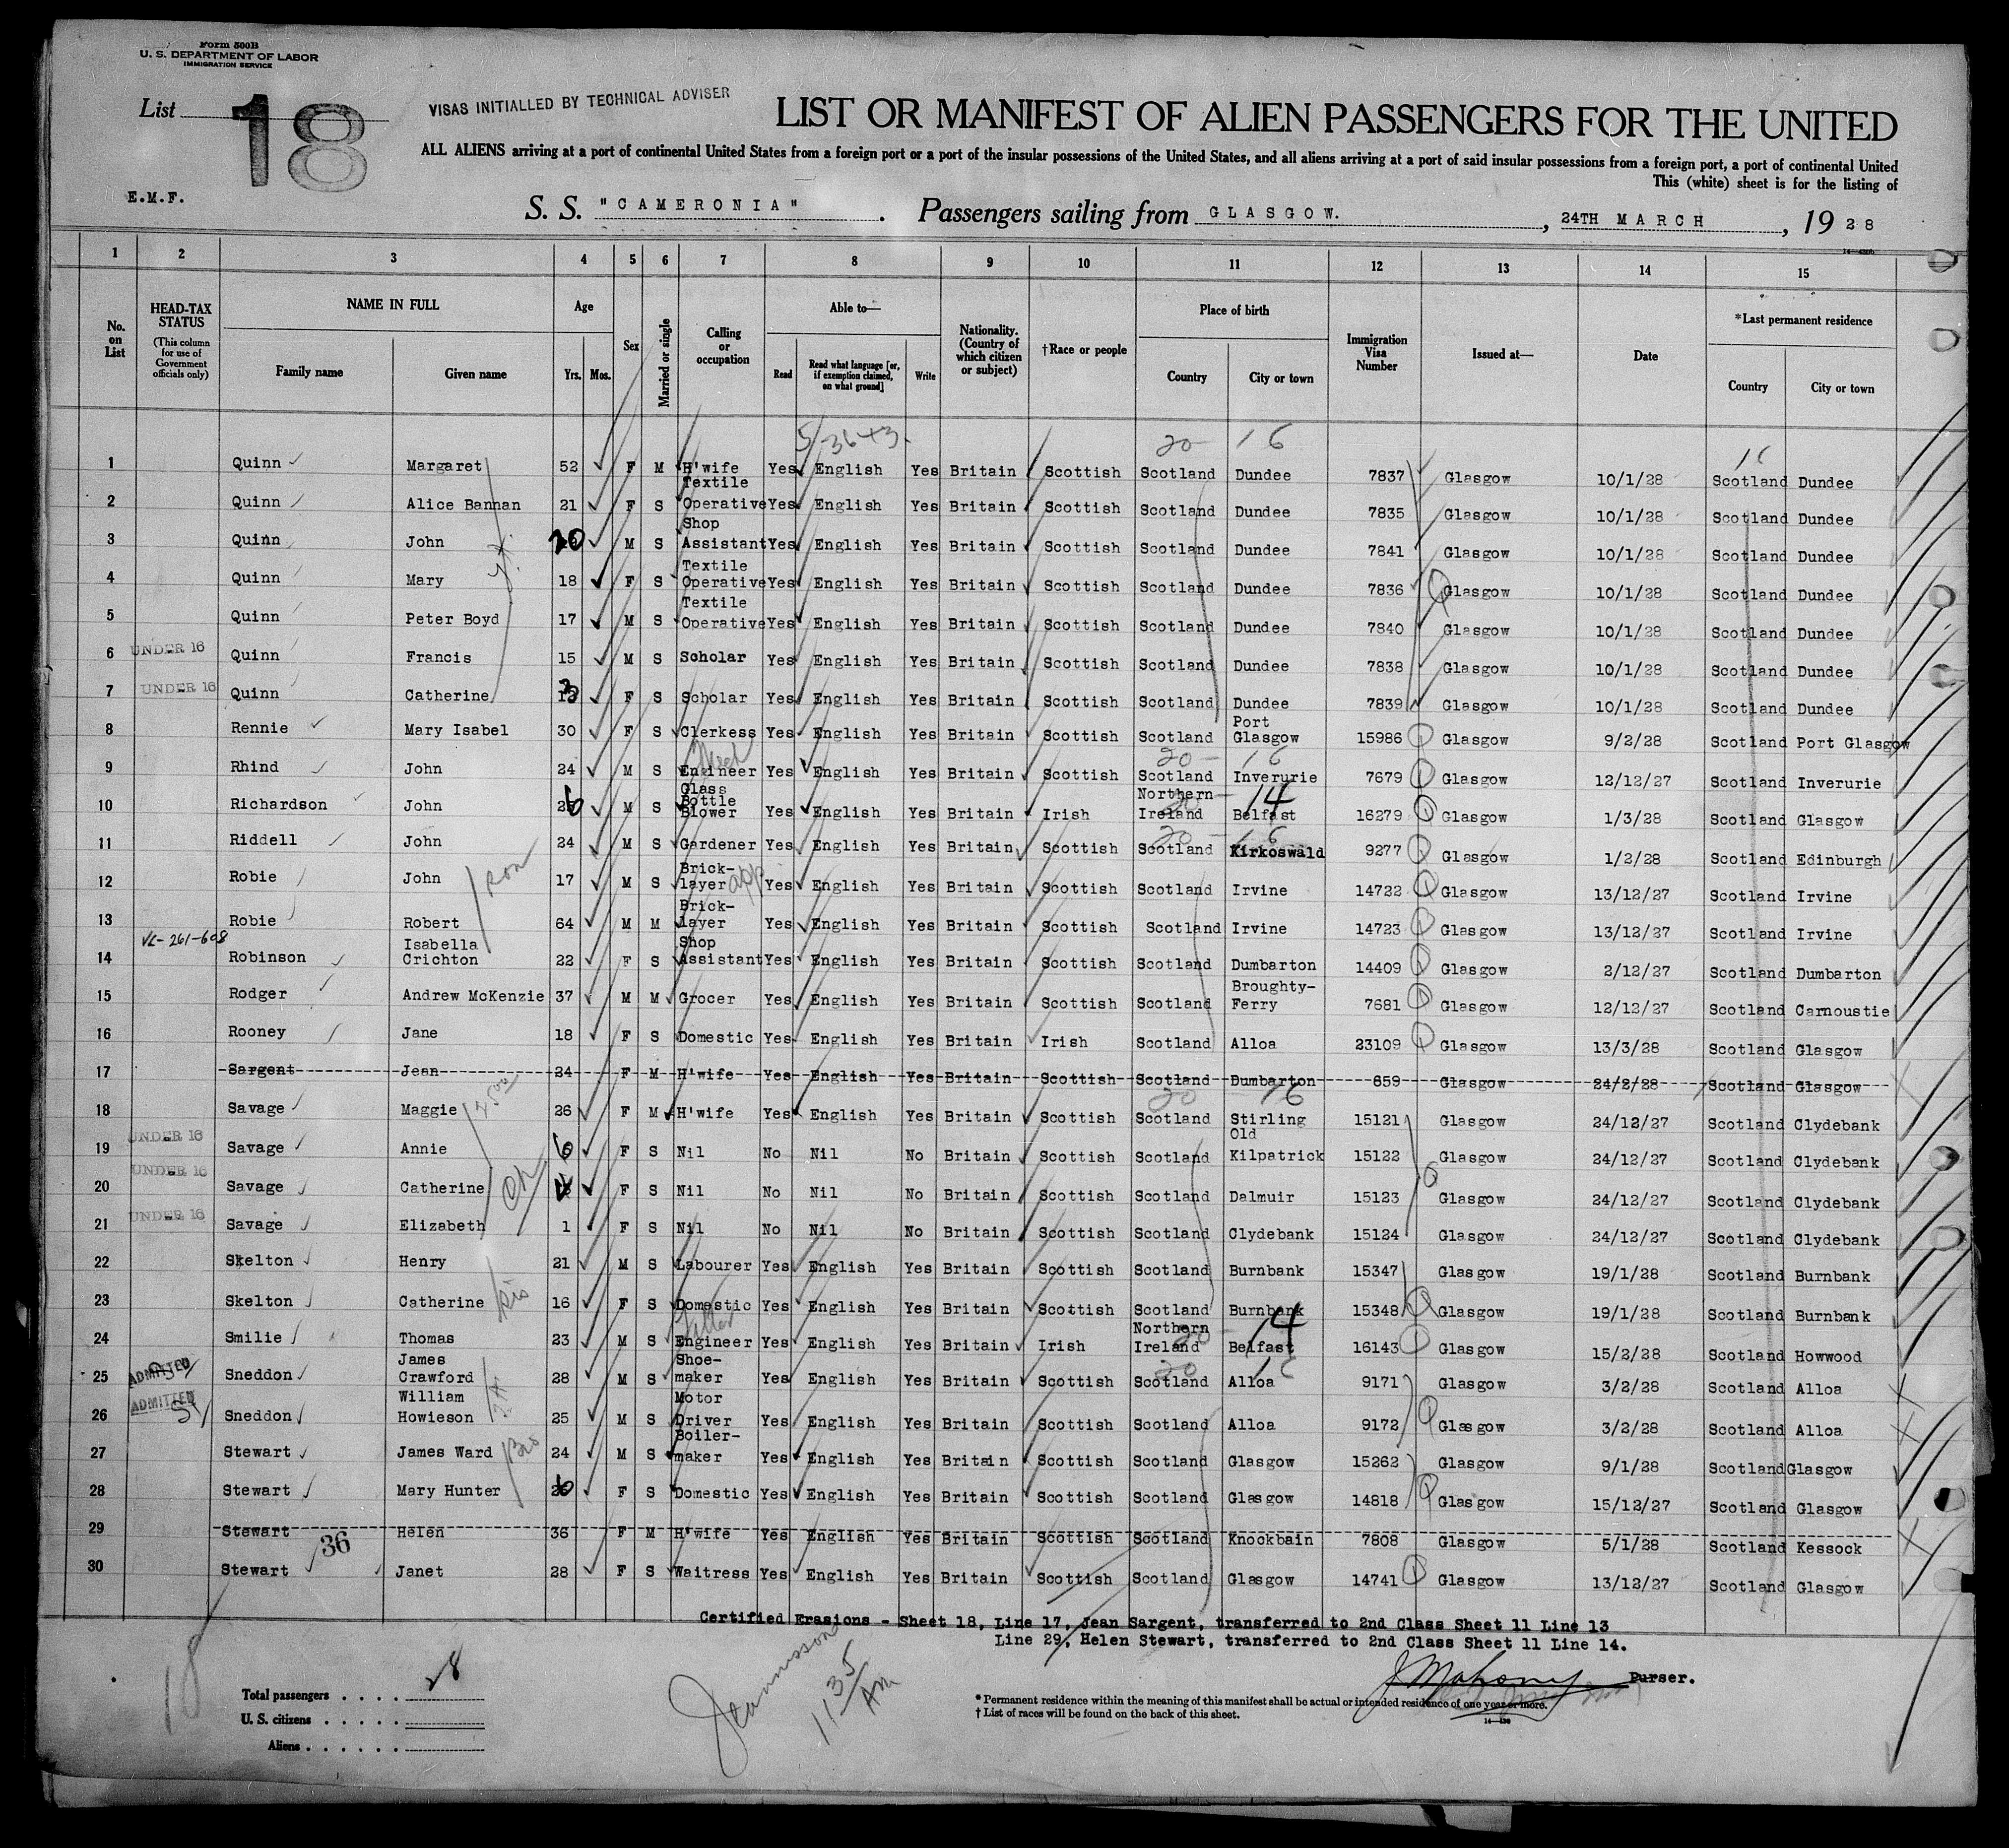 Form 500B
U. S. DEPARTMENT OF LABOR
IMMIGRATION SERVICE
List 18
VISAS INITIALLED BY TECHNICAL ADVISER
LIST OR MANIFEST OF ALIEN PASSENGERS FOR THE UNITED
ALL ALIENS arriving at a port of continental United States from a foreign port or a port of the insular possessions of the United States, and all aliens arriving at a port of said insular possessions from a foreign port, a port of continental United
This (white) sheet is for the listing of
E.M.F.
S. S. "CAMERONIA". Passengers sailing from GLASGOW., 24TH MARCH, 1928
1 2 3 4 5 6 7 8 9 10 11 12 13 14 15
No. on List
HEAD-TAX STATUS (This column for use of Government officials only)
NAME IN FULL Family name Given name
Age Yrs. Mos.
Sex
Married or single
Calling or occupation
Able to— Read Read what language [or, if exemption claimed, on what ground] Write
Nationality. (Country of which citizen or subject)
†Race or people
Place of birth Country City or town
Immigration Visa Number
Issued at—
Date
*Last permanent residence Country City or town
5-3643. 20 16 16
1 Quinn Margaret 52 F M H'wife Yes English Yes Britain Scottish Scotland Dundee 7837 Glasgow 10/1/28 Scotland Dundee
2 Quinn Alice Bannan 21 F S Textile Operative Yes English Yes Britain Scottish Scotland Dundee 7835 Glasgow 10/1/28 Scotland Dundee
3 Quinn John 20 M S Shop Assistant Yes English Yes Britain Scottish Scotland Dundee 7841 Glasgow 10/1/28 Scotland Dundee
4 Quinn Mary 18 F S Textile Operative Yes English Yes Britain Scottish Scotland Dundee 7836 Glasgow 10/1/28 Scotland Dundee
5 Quinn Peter Boyd 17 M S Textile Operative Yes English Yes Britain Scottish Scotland Dundee 7840 Glasgow 10/1/28 Scotland Dundee
6 UNDER 16 Quinn Francis 15 M S Scholar Yes English Yes Britain Scottish Scotland Dundee 7838 Glasgow 10/1/28 Scotland Dundee
7 UNDER 16 Quinn Catherine 13 F S Scholar Yes English Yes Britain Scottish Scotland Dundee 7839 Glasgow 10/1/28 Scotland Dundee
8 Rennie Mary Isabel 30 F S Clerkess Yes English Yes Britain Scottish Scotland Port Glasgow 15986 Glasgow 9/2/28 Scotland Port Glasgow
9 Rhind John 24 M S Engineer Mech Yes English Yes Britain Scottish Scotland 20 Inverurie 16 7679 Glasgow 12/12/27 Scotland Inverurie
10 Richardson John 26 M S Glass Bottle Blower Yes English Yes Britain Irish Northern Ireland 20 Belfast 14 16279 Glasgow 1/3/28 Scotland Glasgow
11 Riddell John 24 M S Gardener Yes English Yes Britain Scottish Scotland 20 Kirkoswald 16 9277 Glasgow 1/2/28 Scotland Edinburgh
12 Robie John 17 M S Brick-layer app Yes English Yes Britain Scottish Scotland Irvine 14722 Glasgow 13/12/27 Scotland Irvine
13 Robie Robert 64 M M Brick-layer Yes English Yes Britain Scottish Scotland Irvine 14723 Glasgow 13/12/27 Scotland Irvine
VL-261-608
14 Robinson Isabella Crichton 22 F S Shop Assistant Yes English Yes Britain Scottish Scotland Dumbarton 14409 Glasgow 2/12/27 Scotland Dumbarton
15 Rodger Andrew McKenzie 37 M M Grocer Yes English Yes Britain Scottish Scotland Broughty-Ferry 7681 Glasgow 12/12/27 Scotland Carnoustie
16 Rooney Jane 18 F S Domestic Yes English Yes Britain Irish Scotland Alloa 23109 Glasgow 13/3/28 Scotland Glasgow
17 Sargent Jean 24 F M H'wife Yes English Yes Britain Scottish Scotland Dumbarton 659 Glasgow 24/2/28 Scotland Glasgow
18 Savage Maggie 26 F M H'wife Yes English Yes Britain Scottish Scotland 20 Stirling 16 15121 Glasgow 24/12/27 Scotland Clydebank
19 UNDER 16 Savage Annie 6 F S Nil No Nil No Britain Scottish Scotland Old Kilpatrick 15122 Glasgow 24/12/27 Scotland Clydebank
20 UNDER 16 Savage Catherine 4 F S Nil No Nil No Britain Scottish Scotland Dalmuir 15123 Glasgow 24/12/27 Scotland Clydebank
21 UNDER 16 Savage Elizabeth 1 F S Nil No Nil No Britain Scottish Scotland Clydebank 15124 Glasgow 24/12/27 Scotland Clydebank
22 Skelton Henry 21 M S Labourer Yes English Yes Britain Scottish Scotland Burnbank 15347 Glasgow 19/1/28 Scotland Burnbank
23 Skelton Catherine sis 16 F S Domestic Yes English Yes Britain Scottish Scotland Burnbank 15348 Glasgow 19/1/28 Scotland Burnbank
24 Smilie Thomas 23 M S Engineer Fitter Yes English Yes Britain Irish Northern Ireland 20 Belfast 14 16143 Glasgow 15/2/28 Scotland Howwood
25 ADMITTED Sneddon James Crawford 28 M S Shoe-maker Yes English Yes Britain Scottish Scotland 20 Alloa 16 9171 Glasgow 3/2/28 Scotland Alloa
26 ADMITTED Sneddon William Howieson 25 M S Motor Driver Yes English Yes Britain Scottish Scotland Alloa 9172 Glasgow 3/2/28 Scotland Alloa
27 Stewart James Ward Bro 24 M S Boiler-maker Yes English Yes Britain Scottish Scotland Glasgow 15262 Glasgow 9/1/28 Scotland Glasgow
28 Stewart Mary Hunter F S Domestic Yes English Yes Britain Scottish Scotland Glasgow 14818 Glasgow 15/12/27 Scotland Glasgow
29 Stewart Helen 36 F M H'wife Yes English Yes Britain Scottish Scotland Knockbain 7808 Glasgow 5/1/28 Scotland Kessock
36
30 Stewart Janet 28 F S Waitress Yes English Yes Britain Scottish Scotland Glasgow 14741 Glasgow 13/12/27 Scotland Glasgow
Certified Erasions - Sheet 18, Line 17, Jean Sargent, transferred to 2nd Class Sheet 11 Line 13
Line 29, Helen Stewart, transferred to 2nd Class Sheet 11 Line 14.
18
J Mahony Purser.
Total passengers . . . . 28
U. S. citizens . . . . .
Aliens . . . . . .
11 35/AM
* Permanent residence within the meaning of this manifest shall be actual or intended residence of one year or more.
† List of races will be found on the back of this sheet.